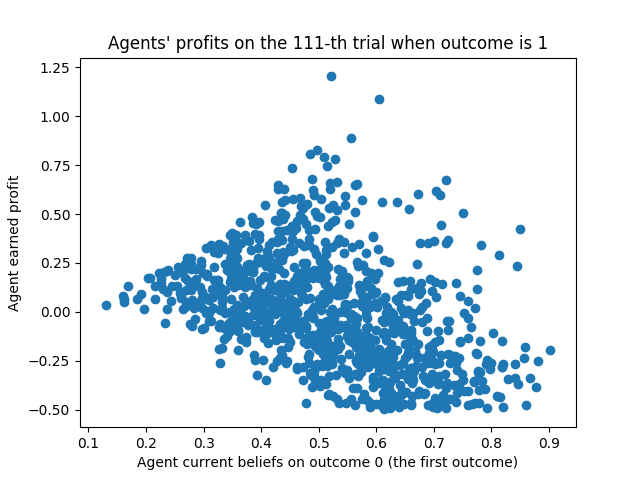 Agents' profits on the 111-th trial when outcome is 1
1.25
1.00
0.75
0.50
0.25
0.00
−0.25
−0.50
Agent earned profit
0.1 0.2 0.3 0.4 0.5 0.6 0.7 0.8 0.9
Agent current beliefs on outcome 0 (the first outcome)